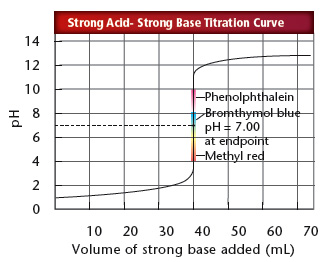 Strong Acid- Strong Base Titration Curve
14
12
10
8
6
4
2
0
pH
Phenolphthalein
Bromthymol blue
pH = 7.00
at endpoint
Methyl red
10 20 30 40 50 60 70
Volume of strong base added (mL)